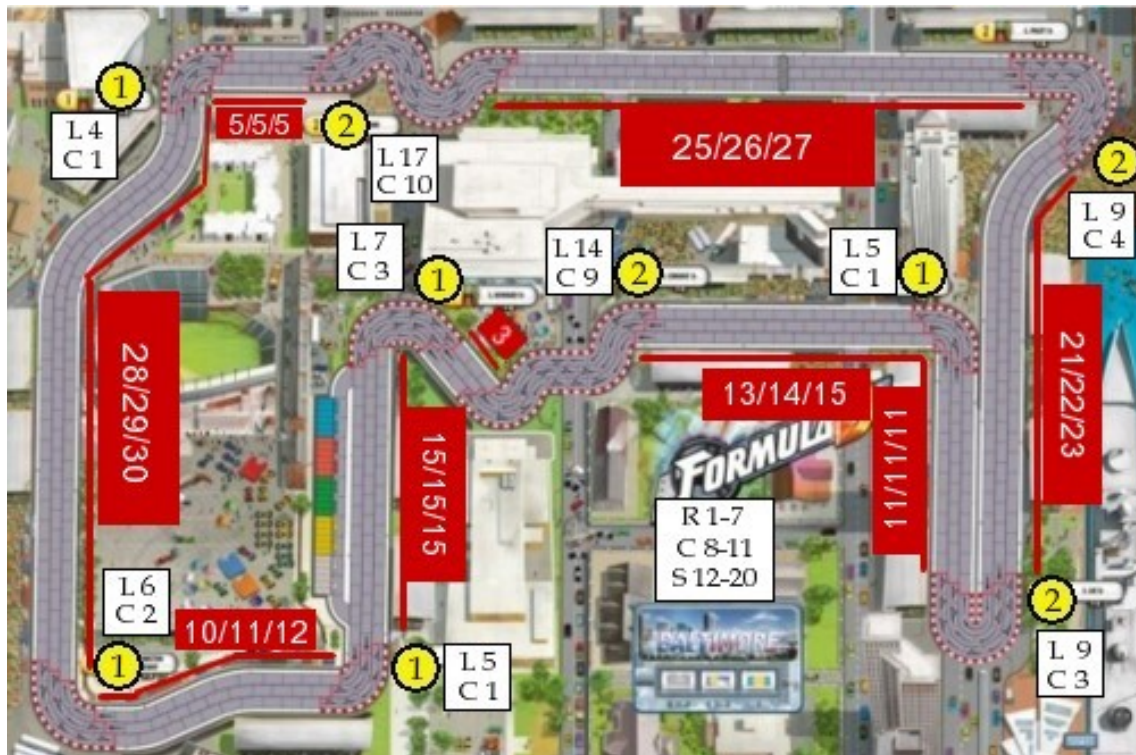 1
L 4
C 1
5/5/5
2
L 17
C 10
25/26/27
2
L 9
C 4
L 7
C 3
1
3
L 14
C 9
2
L 5
C 1
1
28/29/30
15/15/15
13/14/15
11/11/11
21/22/23
FORMULA
R 1-7
C 8-11
S 12-20
BALTIMORE
L 6
C 2
1
10/11/12
1
L 5
C 1
2
L 9
C 3